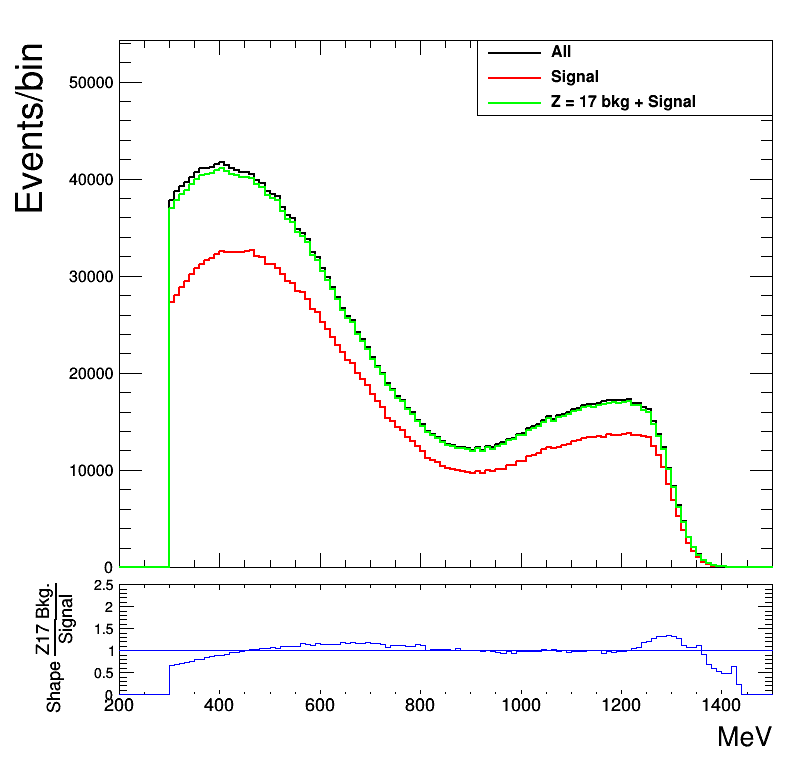 Events/bin
All
Signal
Z = 17 bkg + Signal
50000
40000
30000
20000
10000
0
Shape Z17 Bkg.
Signal
2.5
2
1.5
1
0.5
0
200 400 600 800 1000 1200 1400
MeV